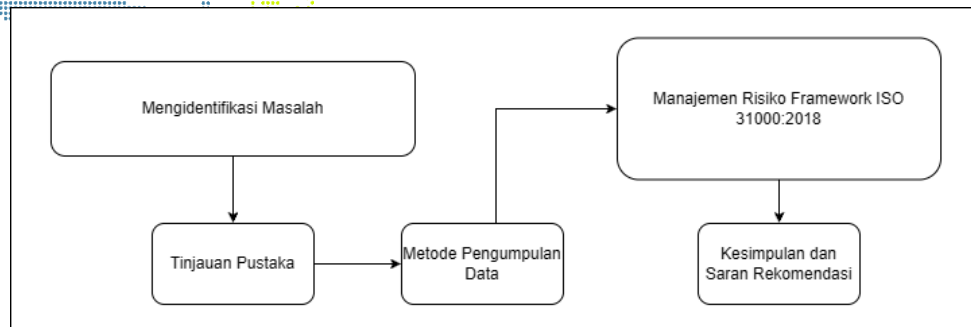 Mengidentifikasi Masalah
Tinjauan Pustaka
Metode Pengumpulan
Data
Manajemen Risiko Framework ISO
31000:2018
Kesimpulan dan
Saran Rekomendasi